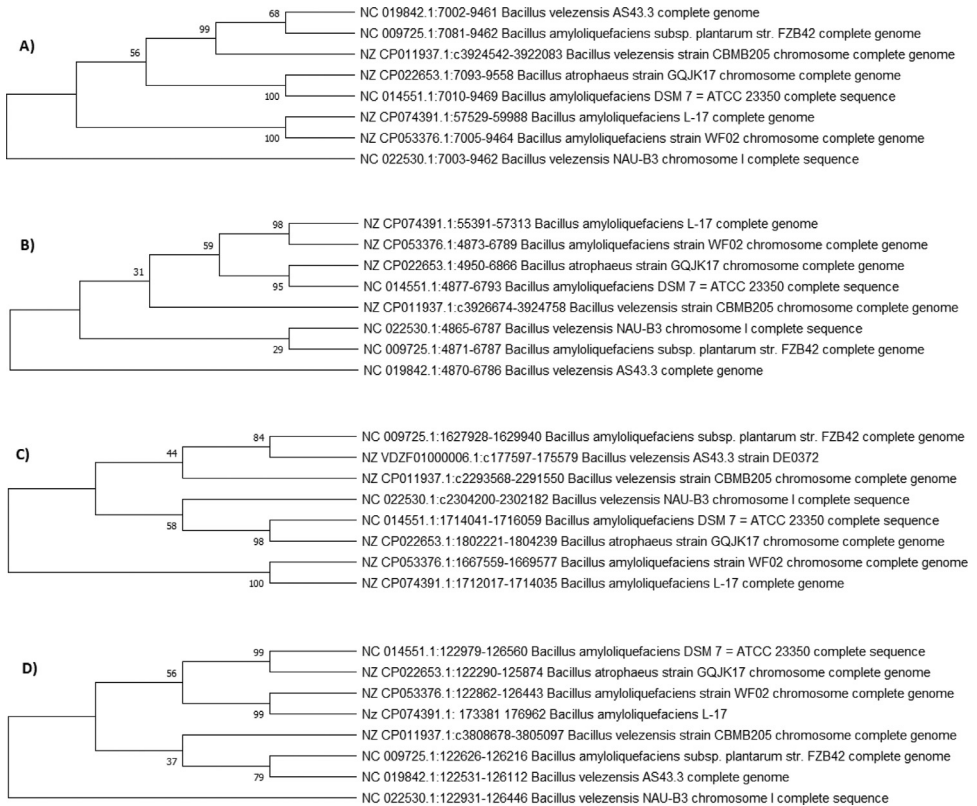 A)
68
99
56
100
100
NC 019842.1:7002-9461 Bacillus velezensis AS43.3 complete genome
NC 009725.1:7081-9462 Bacillus amyloliquefaciens subsp. plantarum str. FZB42 complete genome
NZ CP011937.1:c3924542-3922083 Bacillus velezensis strain CBMB205 chromosome complete genome
NZ CP022653.1:7093-9558 Bacillus atrophaeus strain GQJK17 chromosome complete genome
NC 014551.1:7010-9469 Bacillus amyloliquefaciens DSM 7 = ATCC 23350 complete sequence
NZ CP074391.1:57529-59988 Bacillus amyloliquefaciens L-17 complete genome
NZ CP053376.1:7005-9464 Bacillus amyloliquefaciens strain WF02 chromosome complete genome
NC 022530.1:7003-9462 Bacillus velezensis NAU-B3 chromosome I complete sequence
B)
98
59
31
95
29
NZ CP074391.1:55391-57313 Bacillus amyloliquefaciens L-17 complete genome
NZ CP053376.1:4873-6789 Bacillus amyloliquefaciens strain WF02 chromosome complete genome
NZ CP022653.1:4950-6866 Bacillus atrophaeus strain GQJK17 chromosome complete genome
NC 014551.1:4877-6793 Bacillus amyloliquefaciens DSM 7 = ATCC 23350 complete sequence
NZ CP011937.1:c3926674-3924758 Bacillus velezensis strain CBMB205 chromosome complete genome
NC 022530.1:4865-6787 Bacillus velezensis NAU-B3 chromosome I complete sequence
NC 009725.1:4871-6787 Bacillus amyloliquefaciens subsp. plantarum str. FZB42 complete genome
NC 019842.1:4870-6786 Bacillus velezensis AS43.3 complete genome
C)
84
44
58
98
100
NC 009725.1:1627928-1629940 Bacillus amyloliquefaciens subsp. plantarum str. FZB42 complete genome
NZ VDZF01000006.1:c177597-175579 Bacillus velezensis AS43.3 strain DE0372
NZ CP011937.1:c2293568-2291550 Bacillus velezensis strain CBMB205 chromosome complete genome
NC 022530.1:c2304200-2302182 Bacillus velezensis NAU-B3 chromosome I complete sequence
NC 014551.1:1714041-1716059 Bacillus amyloliquefaciens DSM 7 = ATCC 23350 complete sequence
NZ CP022653.1:1802221-1804239 Bacillus atrophaeus strain GQJK17 chromosome complete genome
NZ CP053376.1:1667559-1669577 Bacillus amyloliquefaciens strain WF02 chromosome complete genome
NZ CP074391.1:1712017-1714035 Bacillus amyloliquefaciens L-17 complete genome
D)
99
56
99
37
79
NC 014551.1:122979-126560 Bacillus amyloliquefaciens DSM 7 = ATCC 23350 complete sequence
NZ CP022653.1:122290-125874 Bacillus atrophaeus strain GQJK17 chromosome complete genome
NZ CP053376.1:122862-126443 Bacillus amyloliquefaciens strain WF02 chromosome complete genome
Nz CP074391.1: 173381 176962 Bacillus amyloliquefaciens L-17
NZ CP011937.1:c3808678-3805097 Bacillus velezensis strain CBMB205 chromosome complete genome
NC 009725.1:122626-126216 Bacillus amyloliquefaciens subsp. plantarum str. FZB42 complete genome
NC 019842.1:122531-126112 Bacillus velezensis AS43.3 complete genome
NC 022530.1:122931-126446 Bacillus velezensis NAU-B3 chromosome I complete sequence